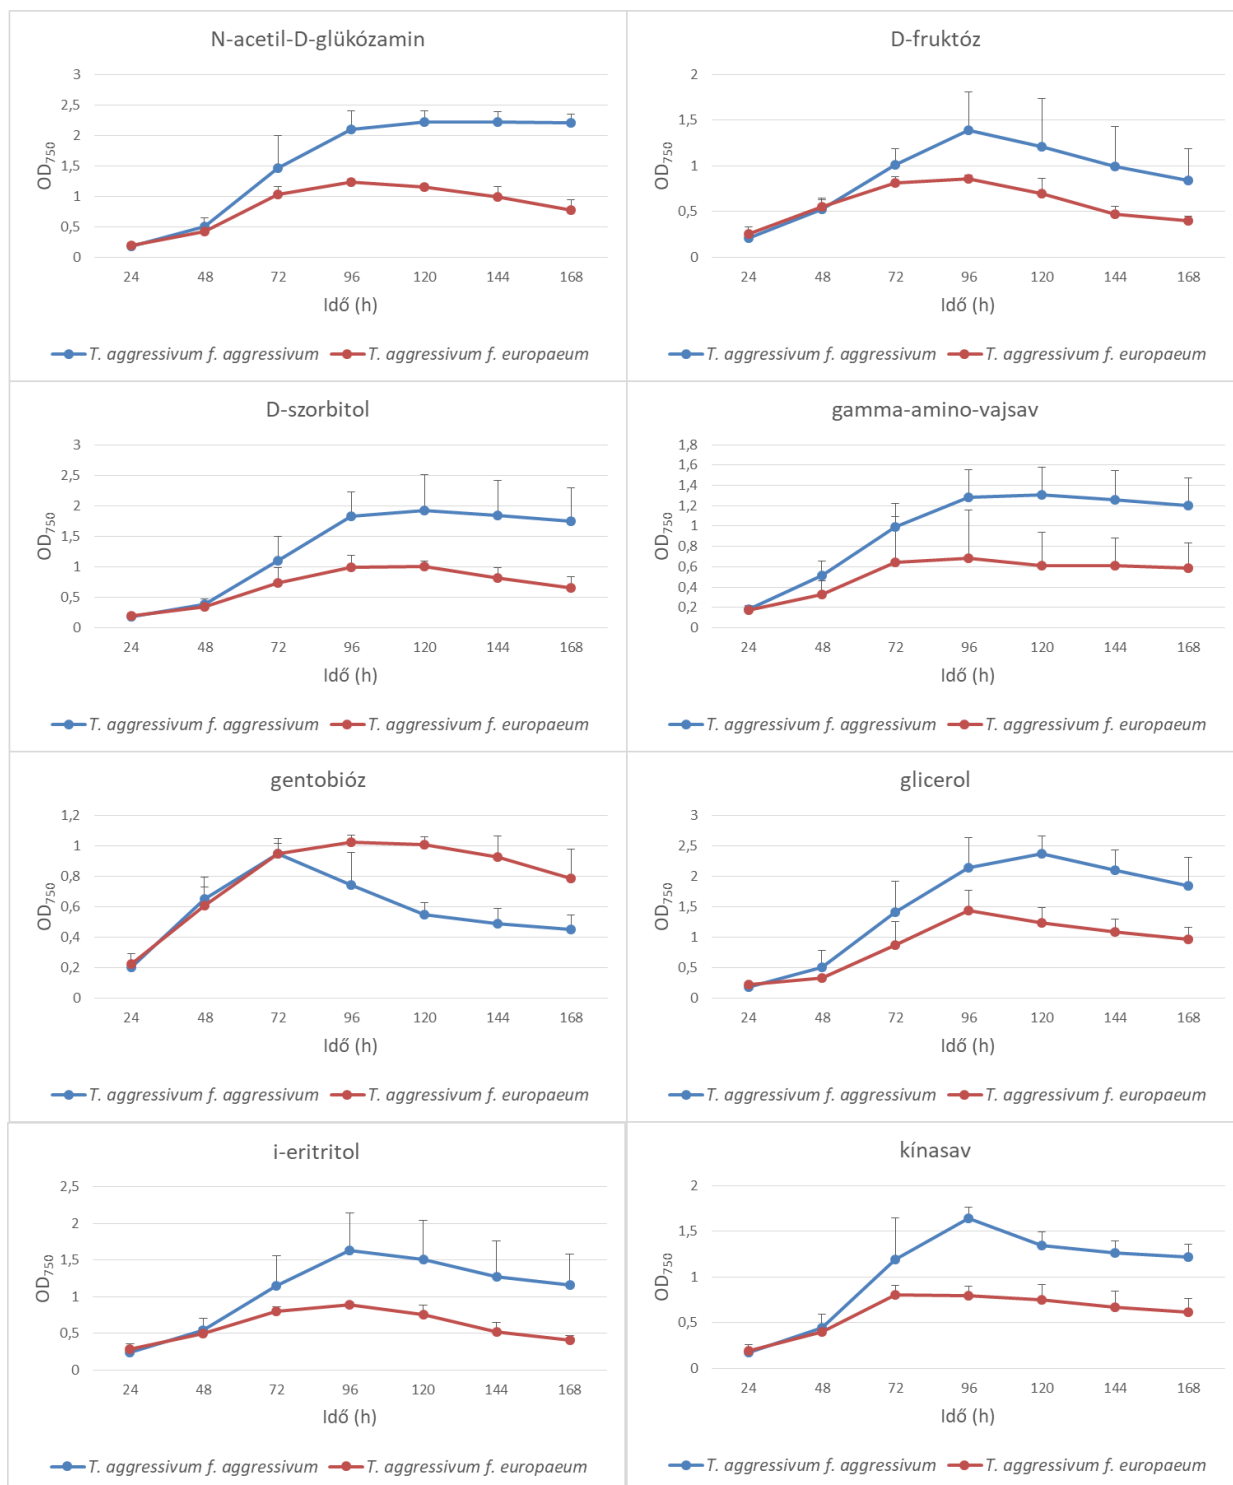 N-acetil-D-glükózamin
3
2,5
2
1,5
1
0,5
0
OD750
24 48 72 96 120 144 168
Idő (h)
T. aggressivum f. aggressivum T. aggressivum f. europaeum
D-fruktóz
2
1,5
1
0,5
0
OD750
24 48 72 96 120 144 168
Idő (h)
T. aggressivum f. aggressivum T. aggressivum f. europaeum
D-szorbitol
3
2,5
2
1,5
1
0,5
0
OD750
24 48 72 96 120 144 168
Idő (h)
T. aggressivum f. aggressivum T. aggressivum f. europaeum
gamma-amino-vajsav
1,8
1,6
1,4
1,2
1
0,8
0,6
0,4
0,2
0
OD750
24 48 72 96 120 144 168
Idő (h)
T. aggressivum f. aggressivum T. aggressivum f. europaeum
gentobióz
1,2
1
0,8
0,6
0,4
0,2
0
OD750
24 48 72 96 120 144 168
Idő (h)
T. aggressivum f. aggressivum T. aggressivum f. europaeum
glicerol
3
2,5
2
1,5
1
0,5
0
OD750
24 48 72 96 120 144 168
Idő (h)
T. aggressivum f. aggressivum T. aggressivum f. europaeum
i-eritritol
2,5
2
1,5
1
0,5
0
OD750
24 48 72 96 120 144 168
Idő (h)
T. aggressivum f. aggressivum T. aggressivum f. europaeum
kínasav
2
1,5
1
0,5
0
OD750
24 48 72 96 120 144 168
Idő (h)
T. aggressivum f. aggressivum T. aggressivum f. europaeum